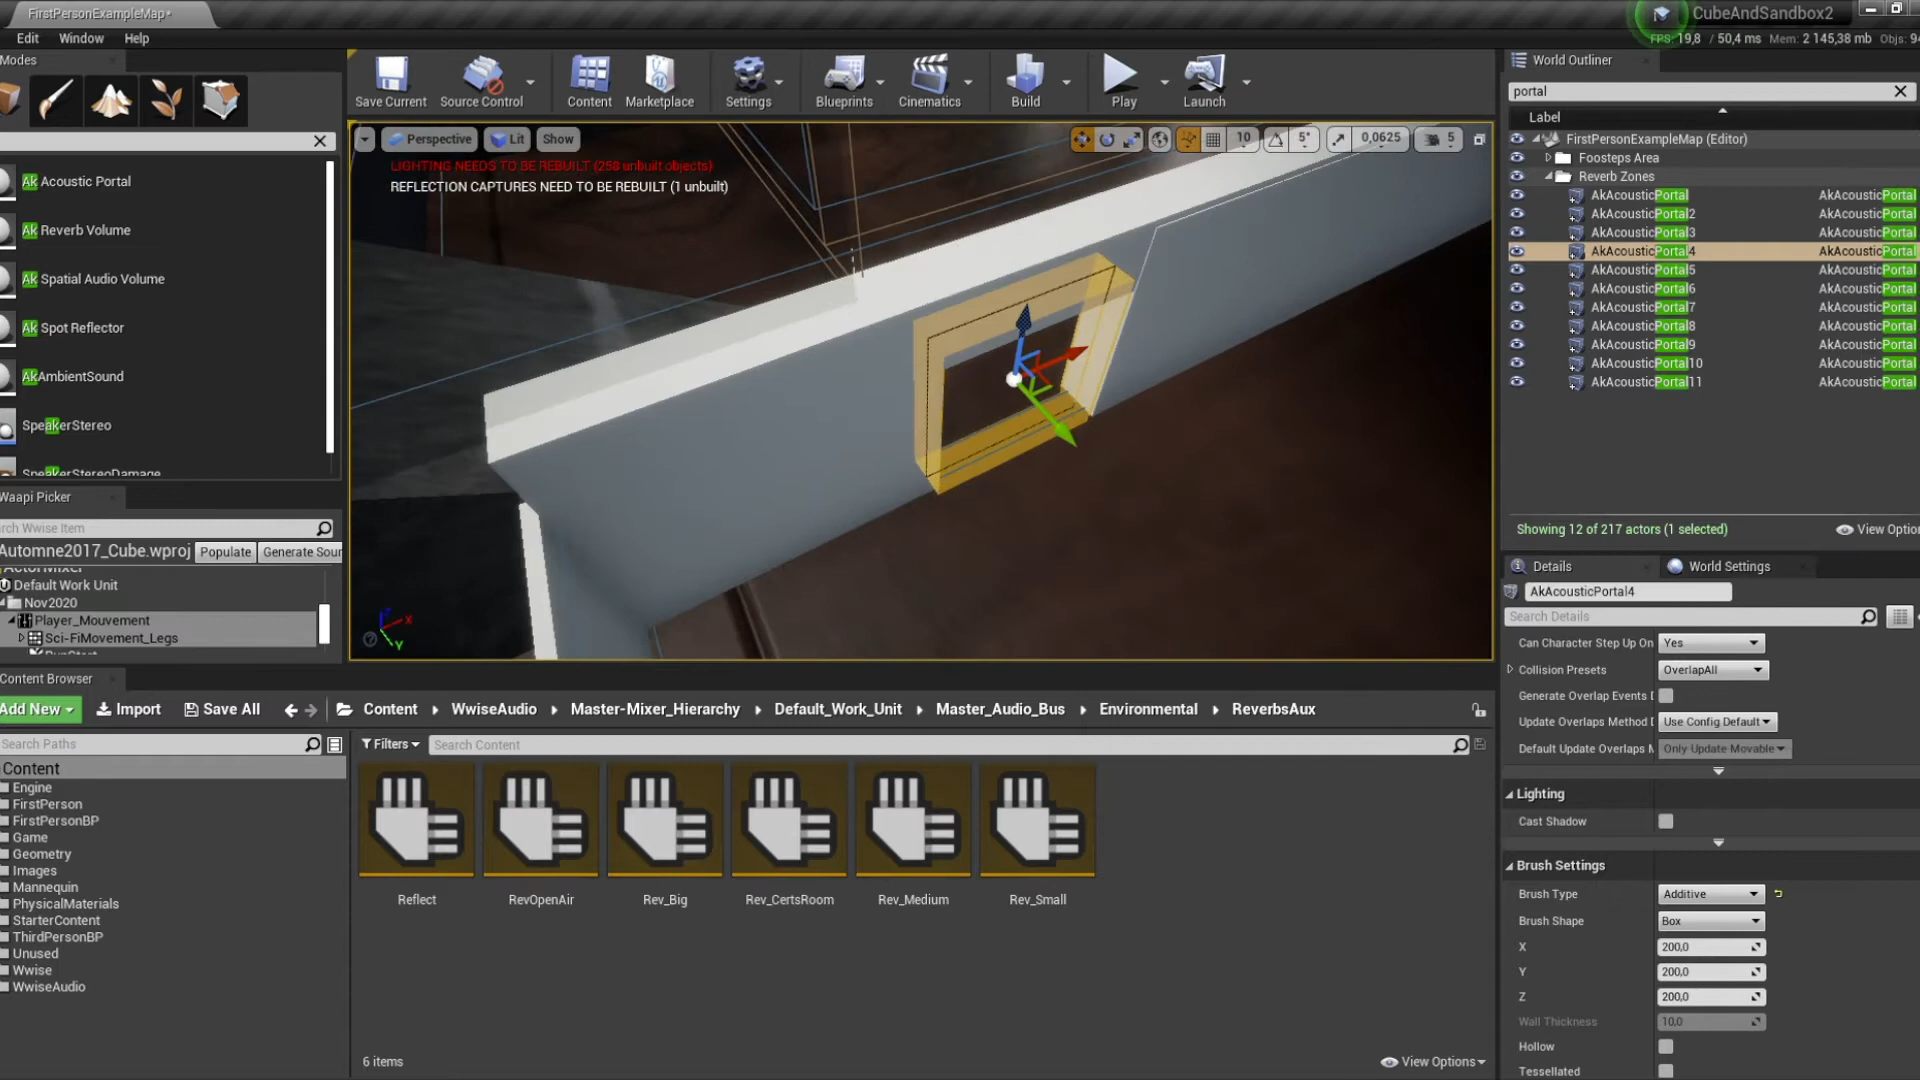 FirstPersonExampleMap*
CubeAndSandbox2
Edit Window Help
FPS: 19,8 / 50,4 ms Mem: 2 145,38 mb Objs: 94
Modes
Save Current
Source Control
Content
Marketplace
Settings
Blueprints
Cinematics
Build
Play
Launch
World Outliner
portal
Label
Perspective
Lit
Show
10
5°
0,0625
5
LIGHTING NEEDS TO BE REBUILT (258 unbuilt objects)
REFLECTION CAPTURES NEED TO BE REBUILT (1 unbuilt)
Ak Acoustic Portal
Ak Reverb Volume
Ak Spatial Audio Volume
Ak Spot Reflector
AkAmbientSound
SpeakerStereo
SpeakerStereoDamage
FirstPersonExampleMap (Editor)
Foosteps Area
Reverb Zones
AkAcousticPortal AkAcousticPortal
AkAcousticPortal2 AkAcousticPortal
AkAcousticPortal3 AkAcousticPortal
AkAcousticPortal4 AkAcousticPortal
AkAcousticPortal5 AkAcousticPortal
AkAcousticPortal6 AkAcousticPortal
AkAcousticPortal7 AkAcousticPortal
AkAcousticPortal8 AkAcousticPortal
AkAcousticPortal9 AkAcousticPortal
AkAcousticPortal10 AkAcousticPortal
AkAcousticPortal11 AkAcousticPortal
Showing 12 of 217 actors (1 selected)
View Optio
Waapi Picker
rch Wwise Item
Automne2017_Cube.wproj Populate Generate Sour
Actor-Mixer
Default Work Unit
Nov2020
Player_Mouvement
Sci-FiMovement_Legs
RunStart
X
Y
Details
World Settings
AkAcousticPortal4
Search Details
Can Character Step Up On Yes
Collision Presets OverlapAll
Generate Overlap Events D
Update Overlaps Method D Use Config Default
Default Update Overlaps M Only Update Movable
Lighting
Cast Shadow
Brush Settings
Brush Type Additive
Brush Shape Box
X 200,0
Y 200,0
Z 200,0
Wall Thickness 10,0
Hollow
Tessellated
Content Browser
Add New Import Save All Content WwiseAudio Master-Mixer_Hierarchy Default_Work_Unit Master_Audio_Bus Environmental ReverbsAux
Search Paths
Filters
Search Content
Content
Engine
FirstPerson
FirstPersonBP
Game
Geometry
Images
Mannequin
PhysicalMaterials
StarterContent
ThirdPersonBP
Unused
Wwise
WwiseAudio
Reflect
RevOpenAir
Rev_Big
Rev_CertsRoom
Rev_Medium
Rev_Small
6 items
View Options